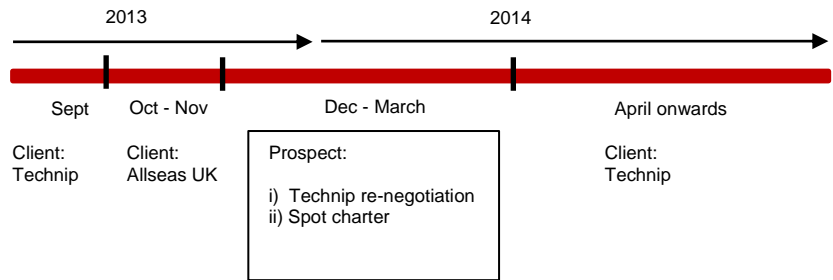 2013
2014
Sept
Oct - Nov
Dec - March
April onwards
Client:
Technip
Client:
Allseas UK
Prospect:
i) Technip re-negotiation
ii) Spot charter
Client:
Technip